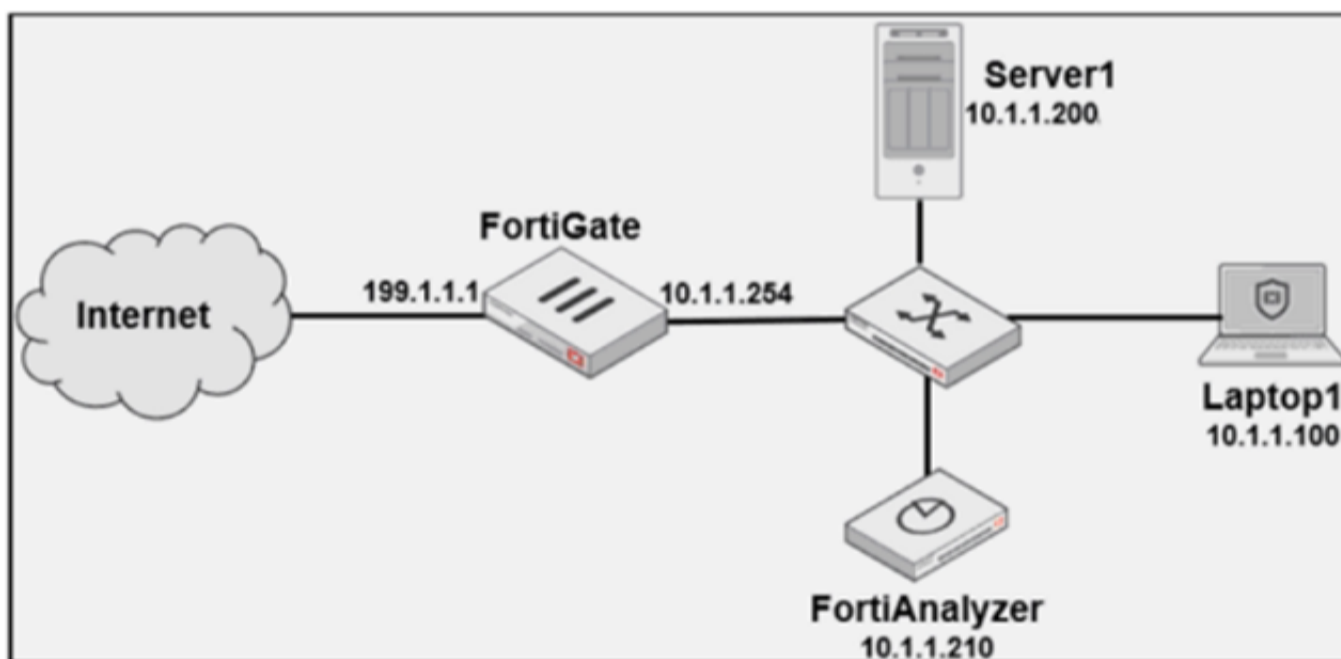 Server1
10.1.1.200
FortiGate
199.1.1.1
10.1.1.254
Internet
Laptop1
10.1.1.100
FortiAnalyzer
10.1.1.210